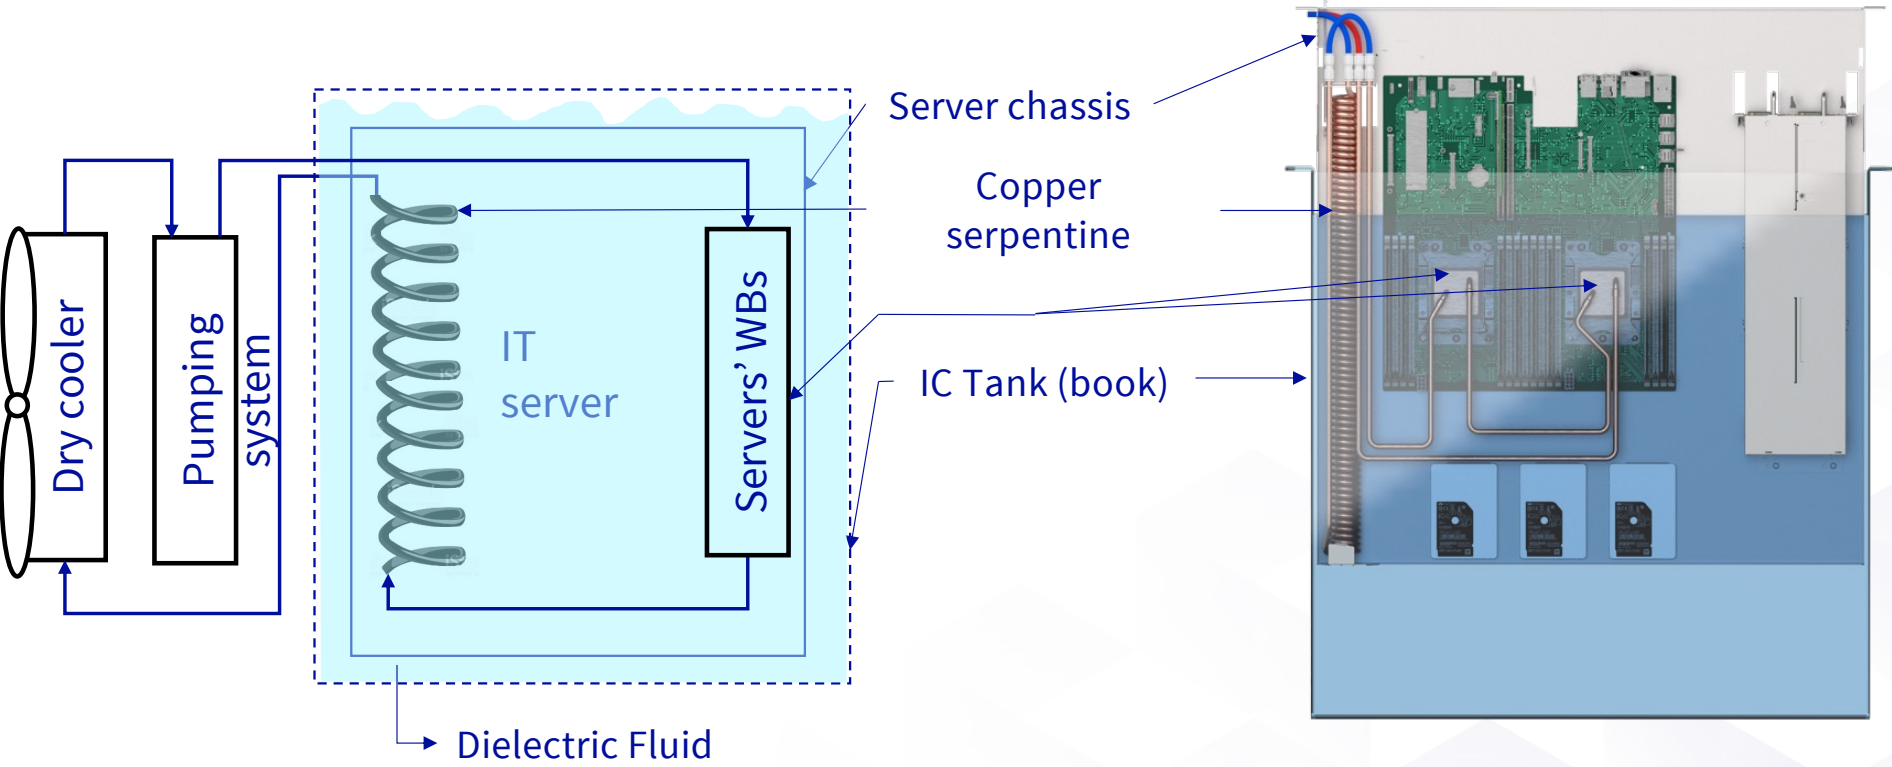 Server chassis
Copper
serpentine
Dry cooler
Pumping
system
IT
server
Servers’ WBs
IC Tank (book)
Dielectric Fluid